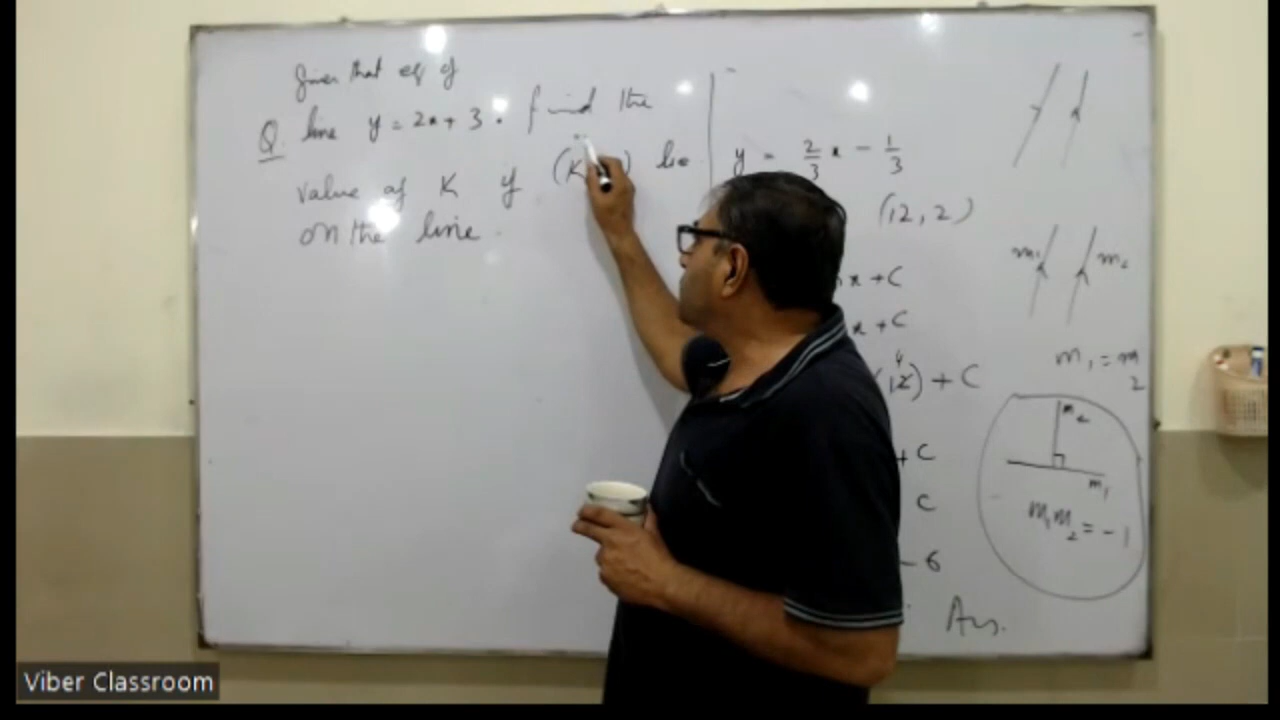 Given that eq of
Q. line y = 2x + 3 . find the
value of K if (K ) lie
on the line .
y = 2/3 x - 1/3
(12, 2)
x + C
x + C
(12) + C
4
+ C
C
- 6
Ans.
m₁ m₂
m₁ = m₂
m₂
m₁
m₁m₂ = -1
Viber Classroom